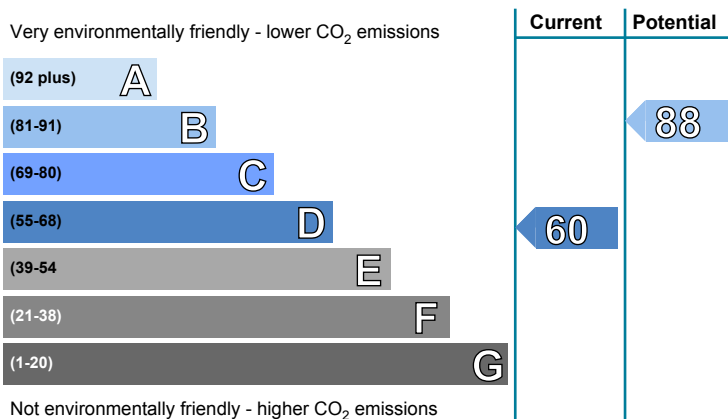 Very environmentally friendly - lower CO₂ emissions
Current
Potential
(92 plus) A
(81-91) B
88
(69-80) C
(55-68) D
60
(39-54 E
(21-38) F
(1-20) G
Not environmentally friendly - higher CO₂ emissions